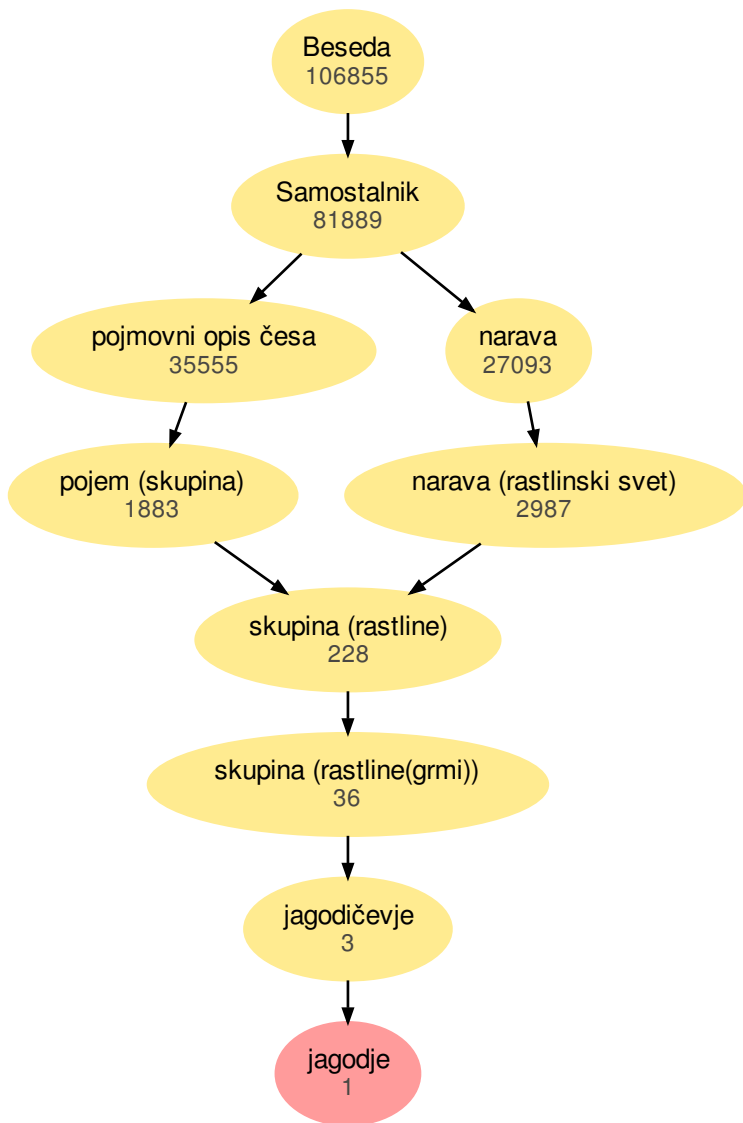 Beseda
106855
Samostalnik
81889
pojmovni opis česa
35555
narava
27093
pojem (skupina)
1883
narava (rastlinski svet)
2987
skupina (rastline)
228
skupina (rastline(grmi))
36
jagodičevje
3
jagodje
1